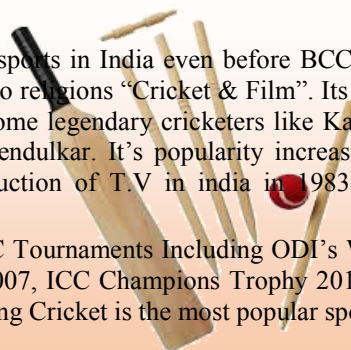 sports in India even before BCC
o religions “Cricket & Film”. Its
ome legendary cricketers like Ka
endulkar. It’s popularity increas
uction of T.V in india in 1983
C Tournaments Including ODI’s W
007, ICC Champions Trophy 201
ng Cricket is the most popular spo